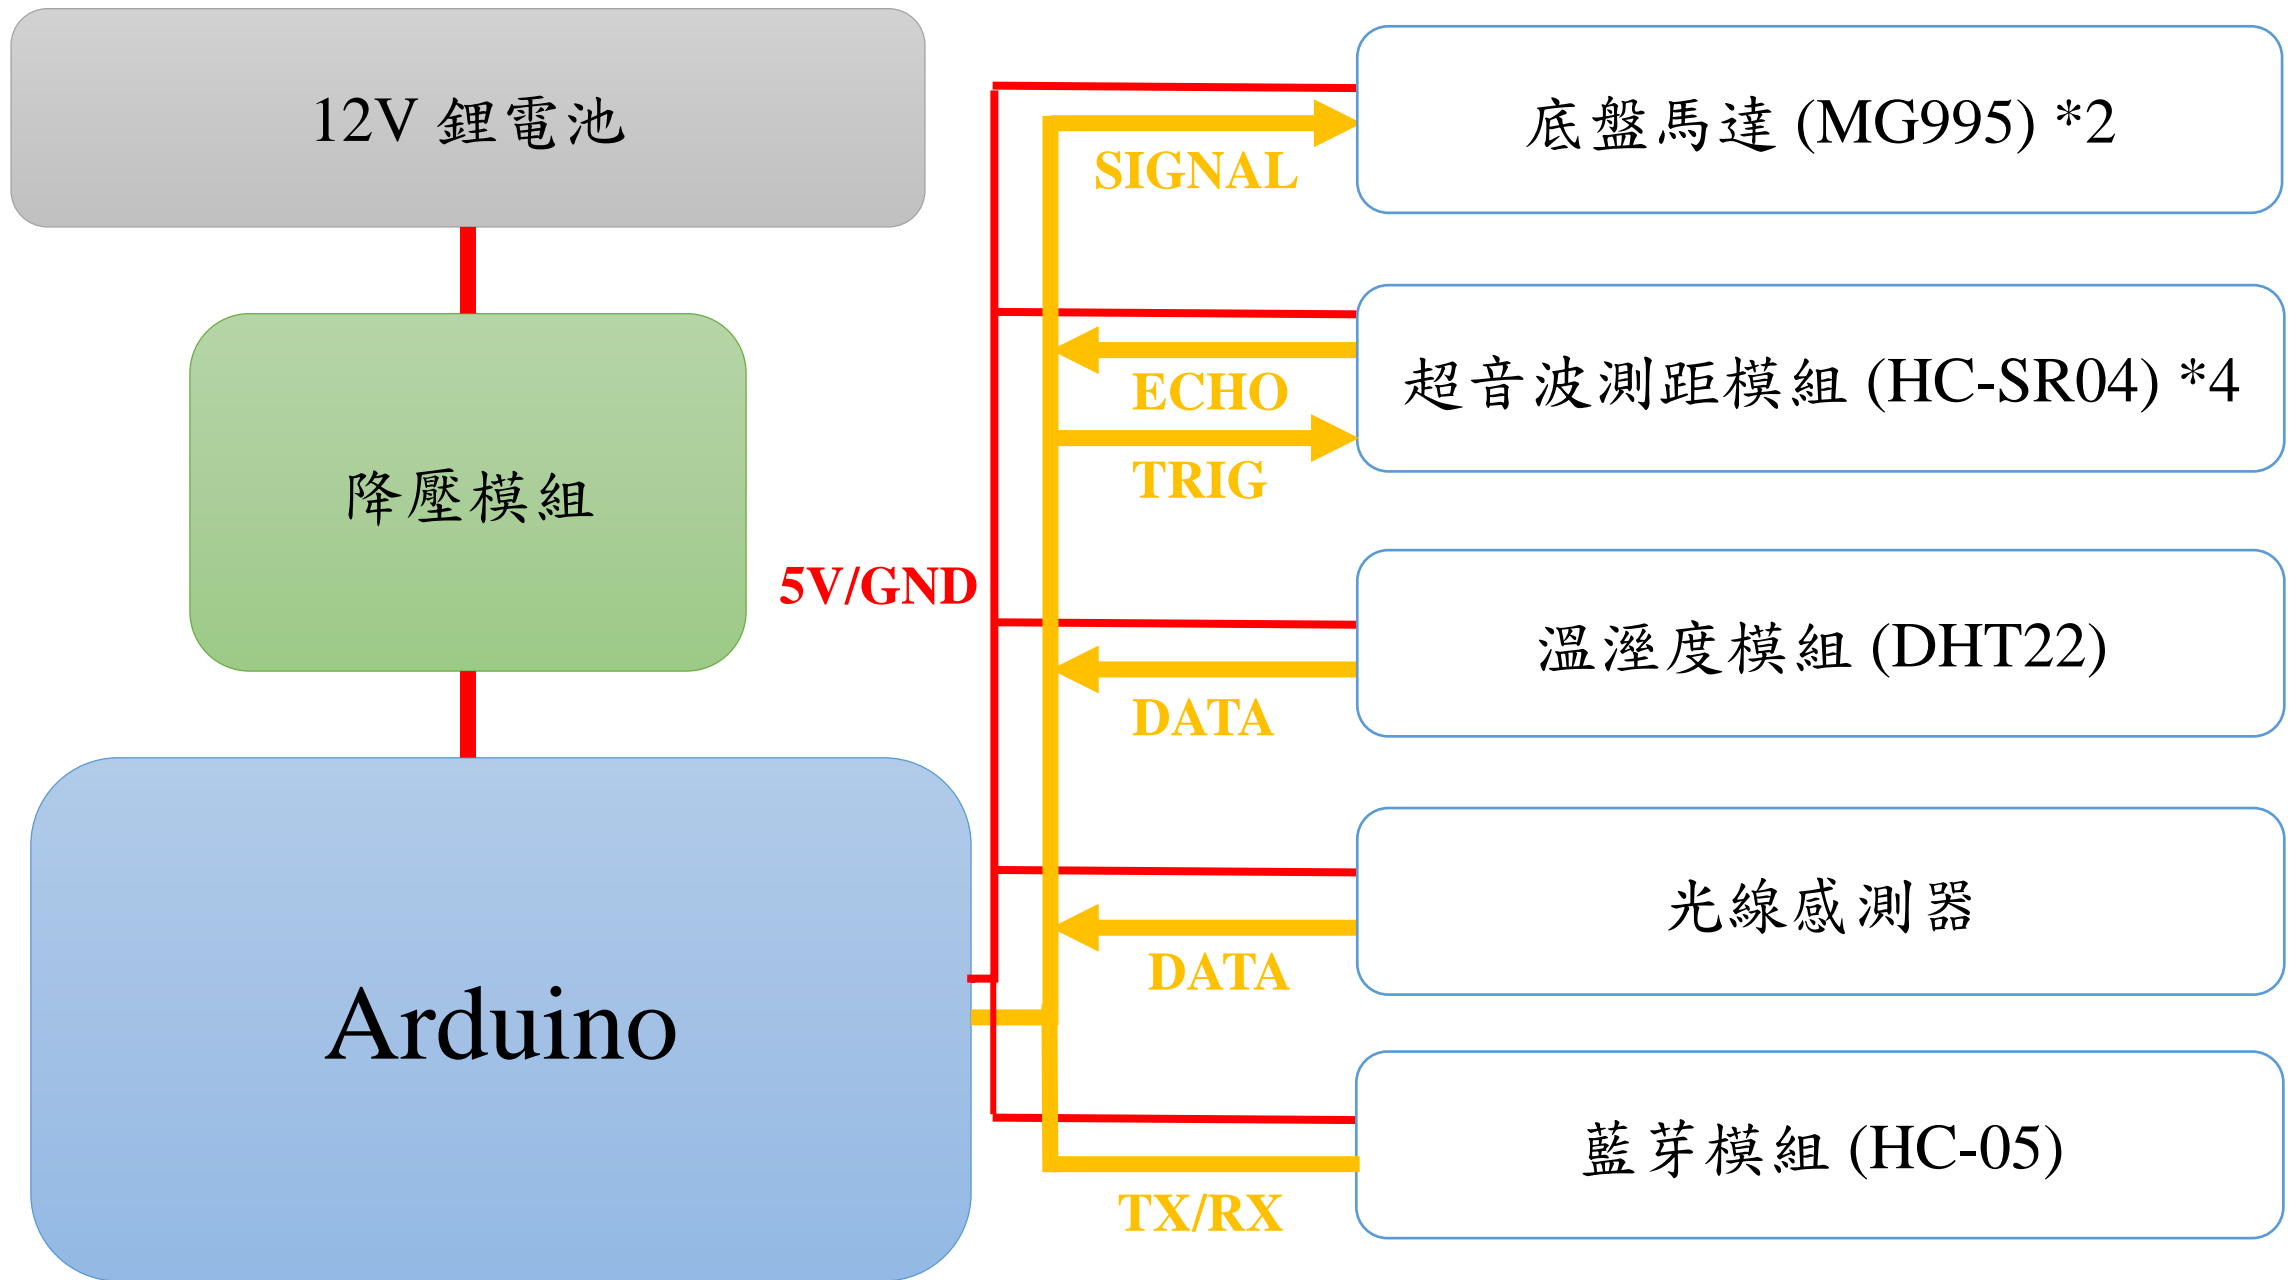 12V 鋰電池
降壓模組
Arduino
5V/GND
底盤馬達 (MG995) *2
SIGNAL
超音波測距模組 (HC-SR04) *4
ECHO
TRIG
溫溼度模組 (DHT22)
DATA
光線感測器
DATA
藍芽模組 (HC-05)
TX/RX